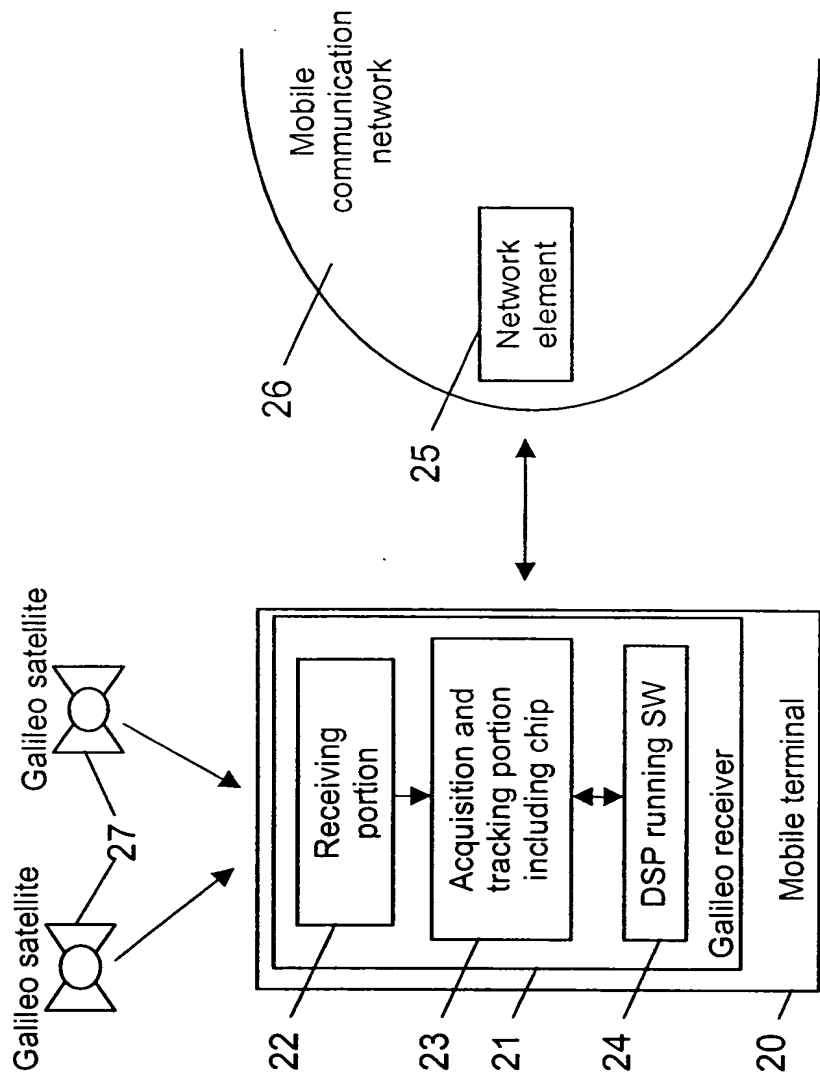 Galileo satellite
Galileo satellite
27
22
Receiving
portion
23
Acquisition and
tracking portion
including chip
21
24
DSP running SW
Galileo receiver
20
Mobile terminal
26
Mobile
communication
network
25
Network
element